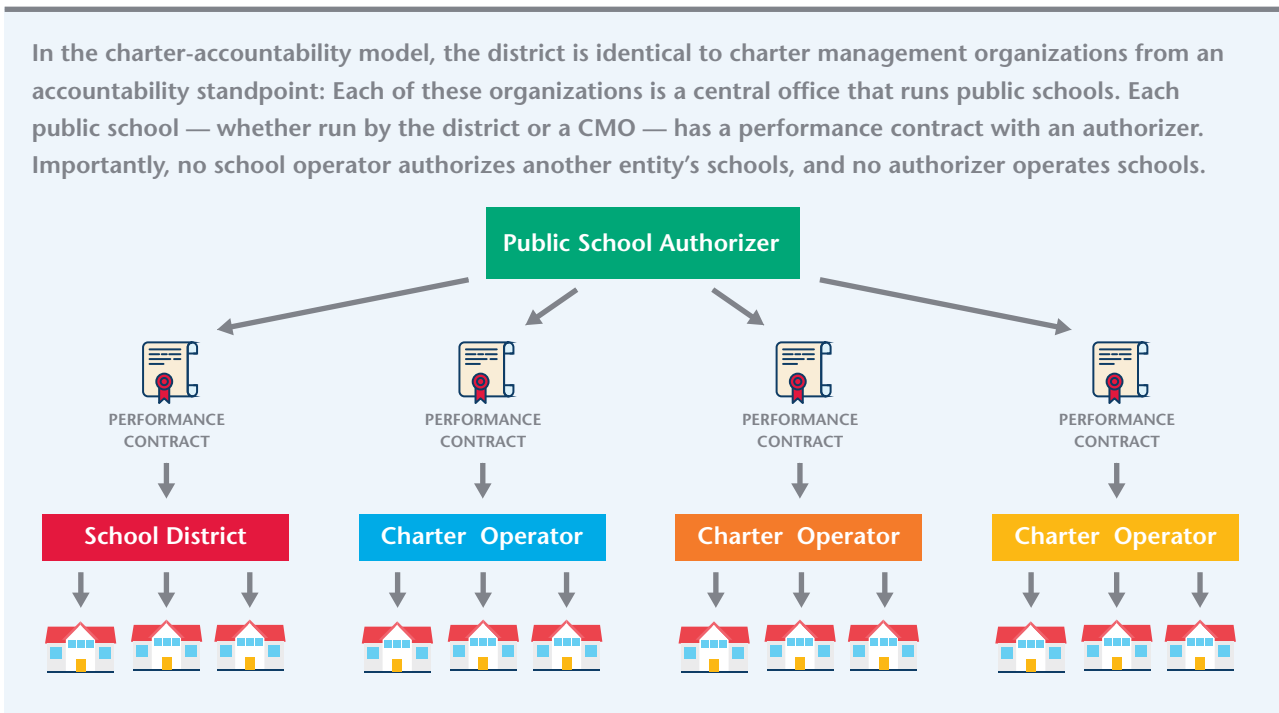 In the charter-accountability model, the district is identical to charter management organizations from an
accountability standpoint: Each of these organizations is a central office that runs public schools. Each
public school — whether run by the district or a CMO — has a performance contract with an authorizer.
Importantly, no school operator authorizes another entity’s schools, and no authorizer operates schools.
Public School Authorizer
PERFORMANCE
CONTRACT
PERFORMANCE
CONTRACT
PERFORMANCE
CONTRACT
PERFORMANCE
CONTRACT
School District
Charter Operator
Charter Operator
Charter Operator